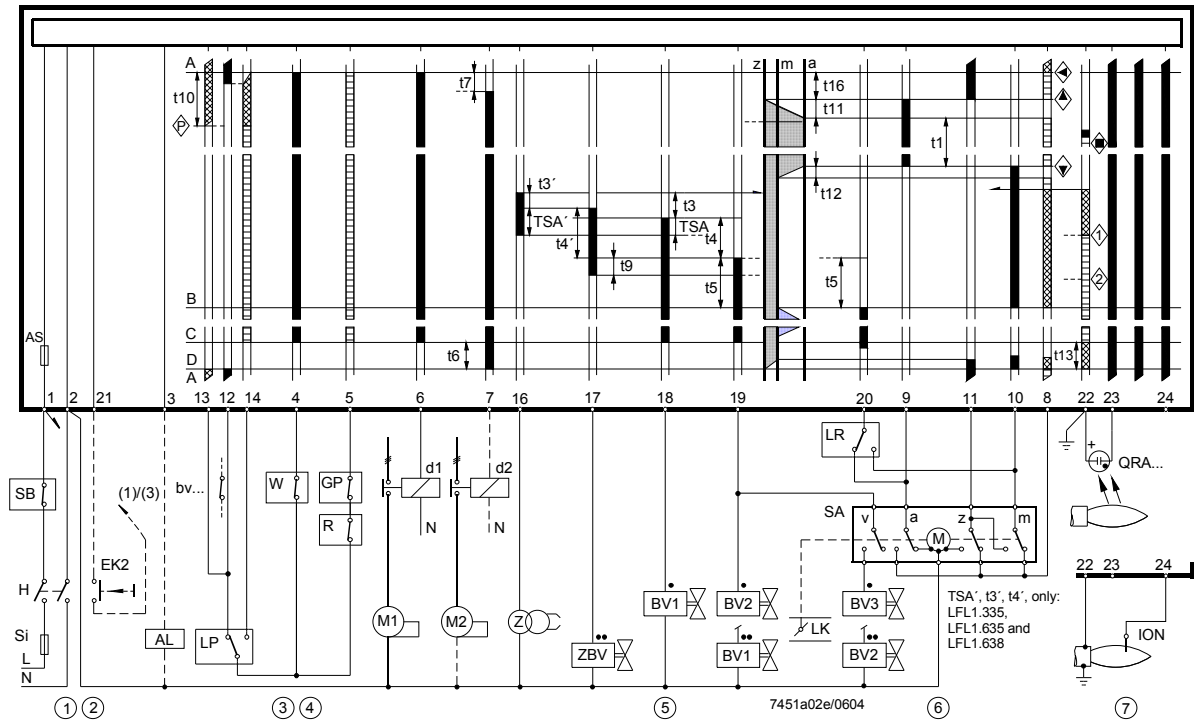 A
t10
P
t7
z m a
t16
t11
t1
t12
t3´
t3
TSA´
TSA
t4´
t4
t9
t5
t5
1
2
B
C
D
A
t6
t13
AS
1 2 21 3 13 12 14 4 5 6 7 16 17 18 19 20 9 11 10 8 22 23 24
LR
+
QRA...
SB
(1)/(3)
bv...
W
GP
R
d1
N
d2
N
SA
v a z m
M
EK2
H
Si
L
N
AL
LP
M1
M2
Z
ZBV
BV1
BV2
BV1
LK
BV3
BV2
TSA´, t3´, t4´, only:
LFL1.335,
LFL1.635 and
LFL1.638
22 23 24
ION
7451a02e/0604
1 2 3 4 5 6 7